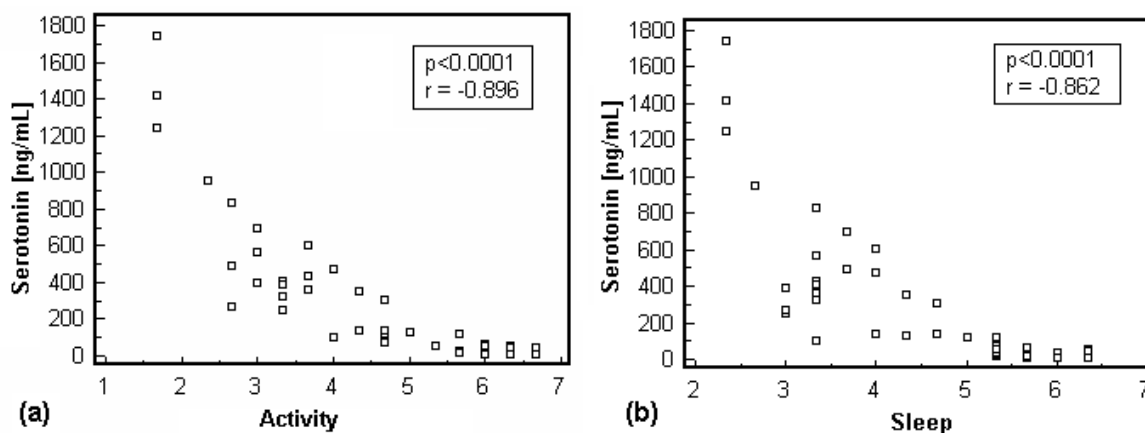 Serotonin [ng/mL]
1800
1600
1400
1200
1000
800
600
400
200
0
p<0.0001
r = -0.896
1 2 3 4 5 6 7
Activity
(a)
Serotonin [ng/mL]
1800
1600
1400
1200
1000
800
600
400
200
0
p<0.0001
r = -0.862
2 3 4 5 6 7
Sleep
(b)